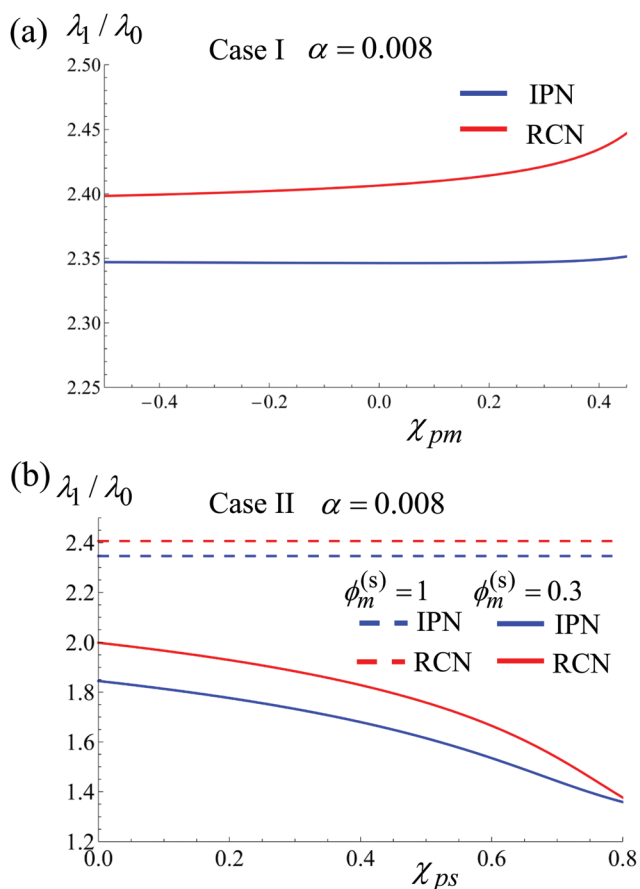 (a) λ₁ / λ₀
Case I α = 0.008
2.50
IPN
2.45
RCN
2.40
2.35
2.30
2.25
−0.4 −0.2 0.0 0.2 0.4
χₚₘ
(b) λ₁ / λ₀
Case II α = 0.008
2.4
2.2
ϕₘ⁽ˢ⁾ = 1 ϕₘ⁽ˢ⁾ = 0.3
IPN IPN
2.0
RCN RCN
1.8
1.6
1.4
1.2
0.0 0.2 0.4 0.6 0.8
χₚₛ